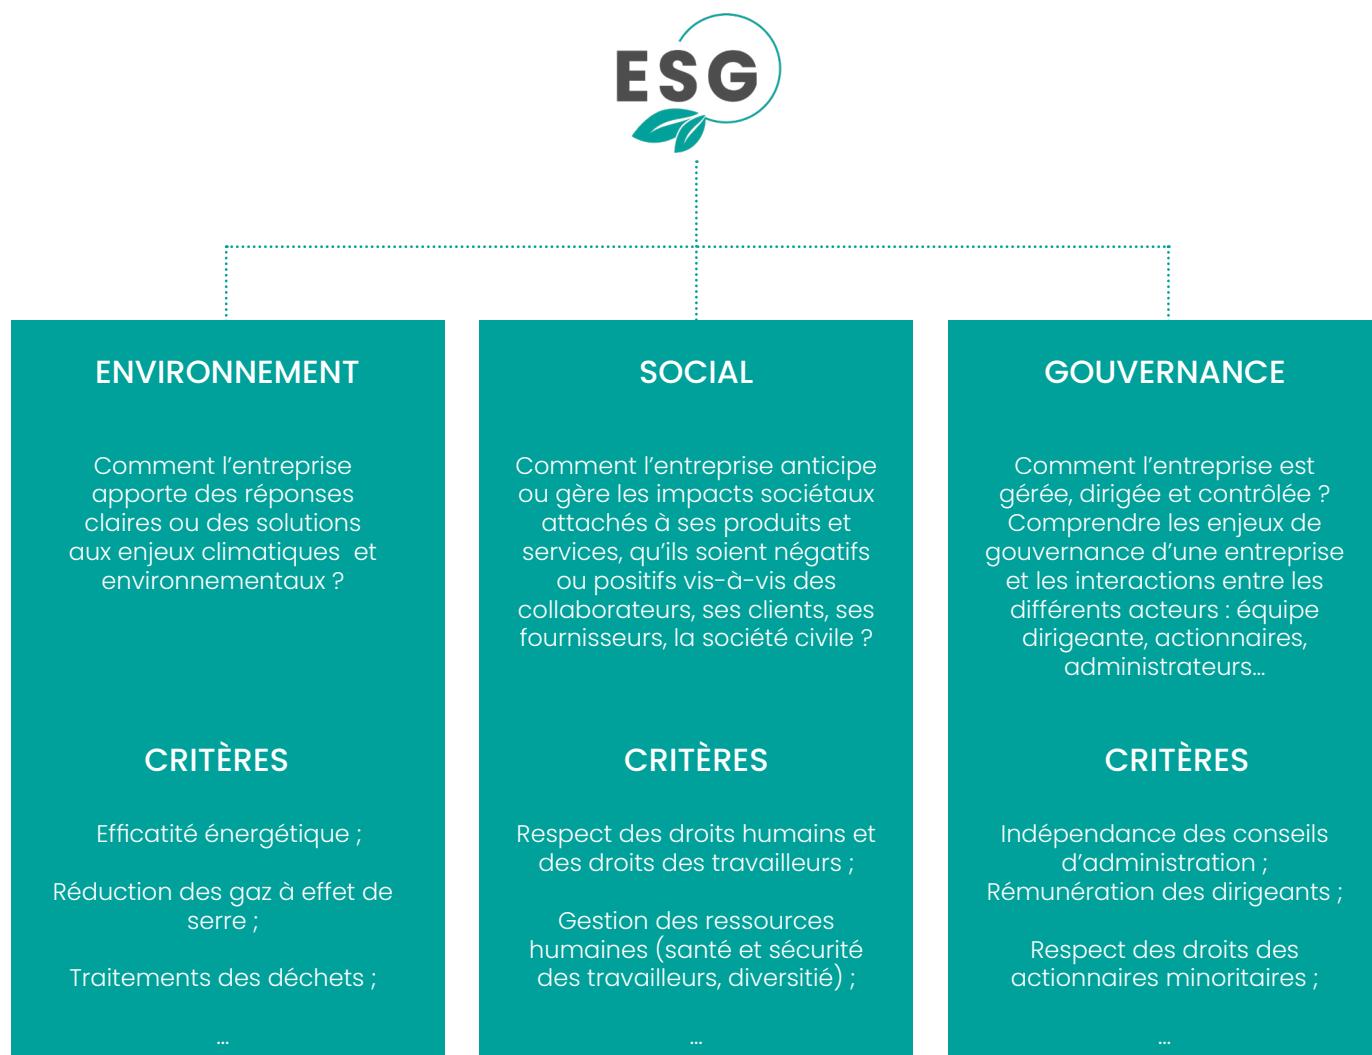 ESG
ENVIRONNEMENT
Comment l’entreprise
apporte des réponses
claires ou des solutions
aux enjeux climatiques et
environnementaux ?
CRITÈRES
Efficatité énergétique ;
Réduction des gaz à effet de
serre ;
Traitements des déchets ;
...
SOCIAL
Comment l’entreprise anticipe
ou gère les impacts sociétaux
attachés à ses produits et
services, qu’ils soient négatifs
ou positifs vis-à-vis des
collaborateurs, ses clients, ses
fournisseurs, la société civile ?
CRITÈRES
Respect des droits humains et
des droits des travailleurs ;
Gestion des ressources
humaines (santé et sécurité
des travailleurs, diversitié) ;
...
GOUVERNANCE
Comment l’entreprise est
gérée, dirigée et contrôlée ?
Comprendre les enjeux de
gouvernance d’une entreprise
et les interactions entre les
différents acteurs : équipe
dirigeante, actionnaires,
administrateurs...
CRITÈRES
Indépendance des conseils
d’administration ;
Rémunération des dirigeants ;
Respect des droits des
actionnaires minoritaires ;
...